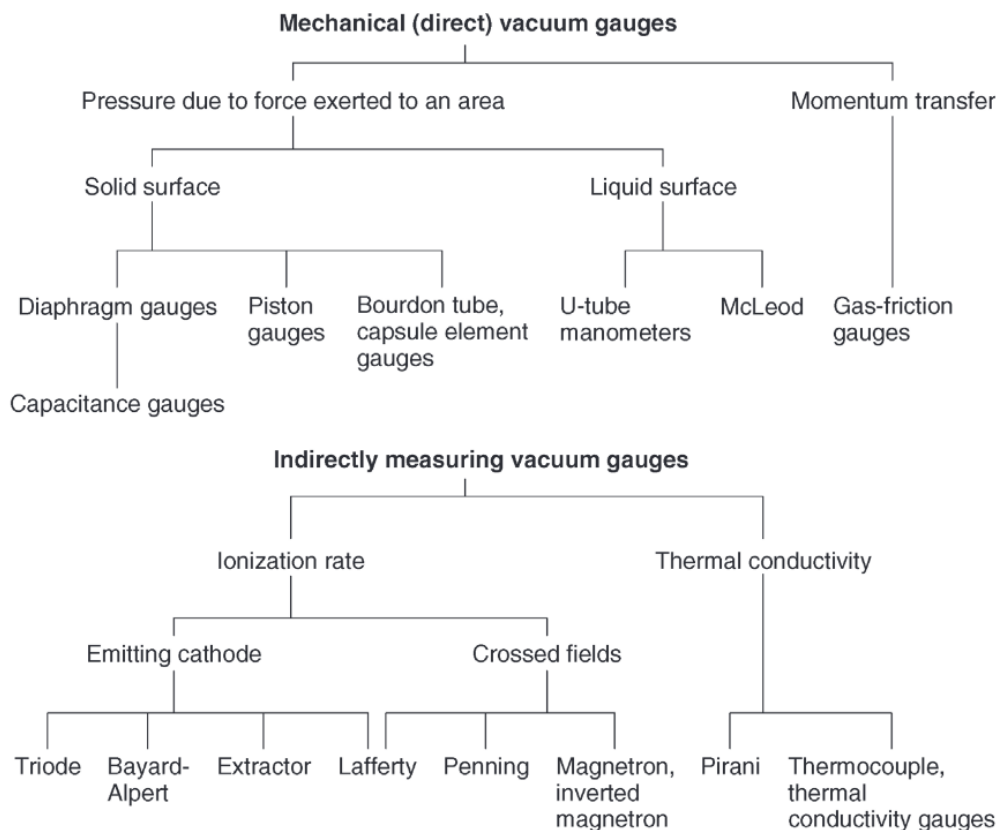 Mechanical (direct) vacuum gauges
Pressure due to force exerted to an area
Momentum transfer
Solid surface
Liquid surface
Diaphragm gauges
Piston
gauges
Bourdon tube,
capsule element
gauges
U-tube
manometers
McLeod
Gas-friction
gauges
Capacitance gauges
Indirectly measuring vacuum gauges
Ionization rate
Thermal conductivity
Emitting cathode
Crossed fields
Triode
Bayard-
Alpert
Extractor
Lafferty
Penning
Magnetron,
inverted
magnetron
Pirani
Thermocouple,
thermal
conductivity gauges